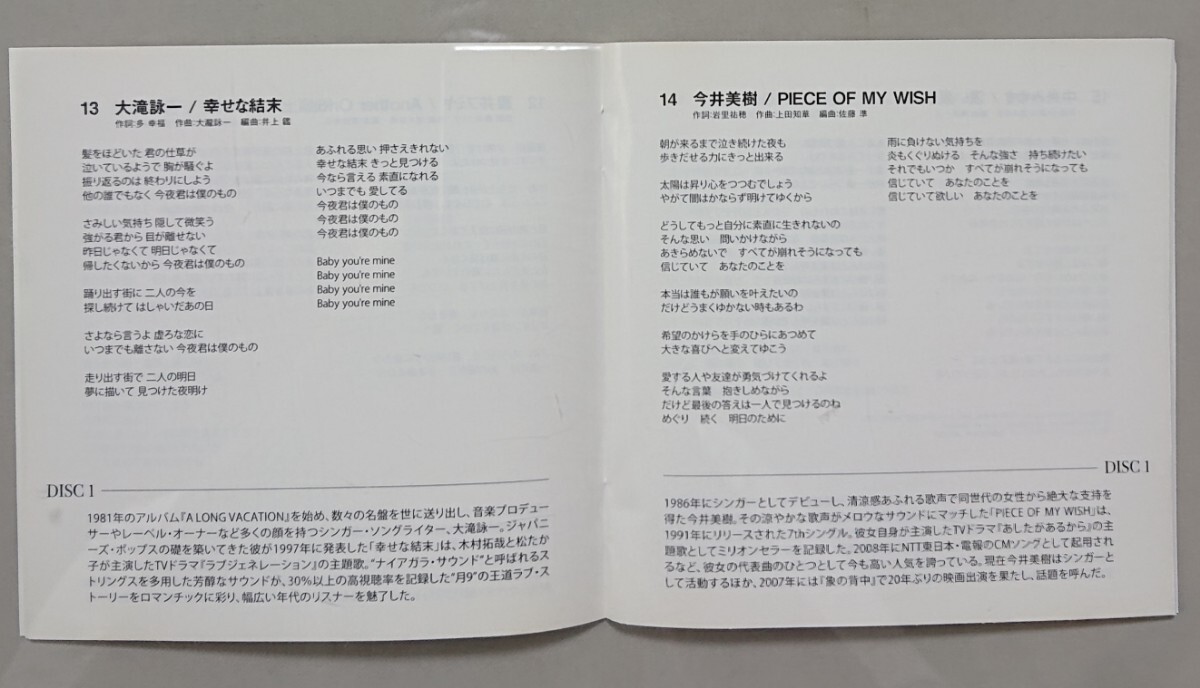 13 大滝詠一 / 幸せな結末
作詞:多 幸福 作曲:大瀧詠一 編曲:井上 鑑
髪をほどいた 君の仕草が
泣いているようで 胸が騒ぐよ
振り返るのは 終わりにしよう
他の誰でもなく 今夜君は僕のもの
さみしい気持ち 隠して微笑う
強がる君から 目が離せない
昨日じゃなくて 明日じゃなくて
帰したくないから 今夜君は僕のもの
踊り出す街に 二人の今を
探し続けて はしゃいだあの日
さよなら言うよ 虚ろな恋に
いつまでも離さない 今夜君は僕のもの
走り出す街で 二人の明日
夢に描いて 見つけた夜明け
あふれる思い 押さえきれない
幸せな結末 きっと見つける
今なら言える 素直になれる
いつまでも 愛してる
今夜君は僕のもの
今夜君は僕のもの
今夜君は僕のもの
Baby you're mine
Baby you're mine
Baby you're mine
Baby you're mine
DISC 1
1981年のアルバム『A LONG VACATION』を始め、数々の名盤を世に送り出し、音楽プロデュー
サーやレーベル・オーナーなど多くの顔を持つシンガー・ソングライター、大滝詠一。ジャパニ
ーズ・ポップスの礎を築いてきた彼が1997年に発表した「幸せな結末」は、木村拓哉と松たか
子が主演したTVドラマ『ラブジェネレーション』の主題歌。“ナイアガラ・サウンド”と呼ばれるス
トリングスを多用した芳醇なサウンドが、30%以上の高視聴率を記録した“月9”の王道ラブ・ス
トーリーをロマンチックに彩り、幅広い年代のリスナーを魅了した。
14 今井美樹 / PIECE OF MY WISH
作詞:岩里祐穂 作曲:上田知華 編曲:佐藤 準
朝が来るまで泣き続けた夜も
歩きだせる力にきっと出来る
太陽は昇り心をつつむでしょう
やがて闇はかならず明けてゆくから
どうしてもっと自分に素直に生きれないの
そんな思い 問いかけながら
あきらめないで すべてが崩れそうになっても
信じていて あなたのことを
本当は誰もが願いを叶えたいの
だけどうまくゆかない時もあるわ
希望のかけらを手のひらにあつめて
大きな喜びへと変えてゆこう
愛する人や友達が勇気づけてくれるよ
そんな言葉 抱きしめながら
だけど最後の答えは一人で見つけるのね
めぐり 続く 明日のために
雨に負けない気持ちを
炎もくぐりぬける そんな強さ 持ち続けたい
それでもいつか すべてが崩れそうになっても
信じていて あなたのことを
信じていて欲しい あなたのことを
DISC 1
1986年にシンガーとしてデビューし、清涼感あふれる歌声で同世代の女性から絶大な支持を
得た今井美樹。その涼やかな歌声がメロウなサウンドにマッチした「PIECE OF MY WISH」は、
1991年にリリースされた7thシングル。彼女自身が主演したTVドラマ『あしたがあるから』の主
題歌としてミリオンセラーを記録した。2008年にNTT東日本・電報のCMソングとして起用され
るなど、彼女の代表曲のひとつとして今も高い人気を誇っている。現在今井美樹はシンガーと
して活動するほか、2007年には『象の背中』で20年ぶりの映画出演を果たし、話題を呼んだ。